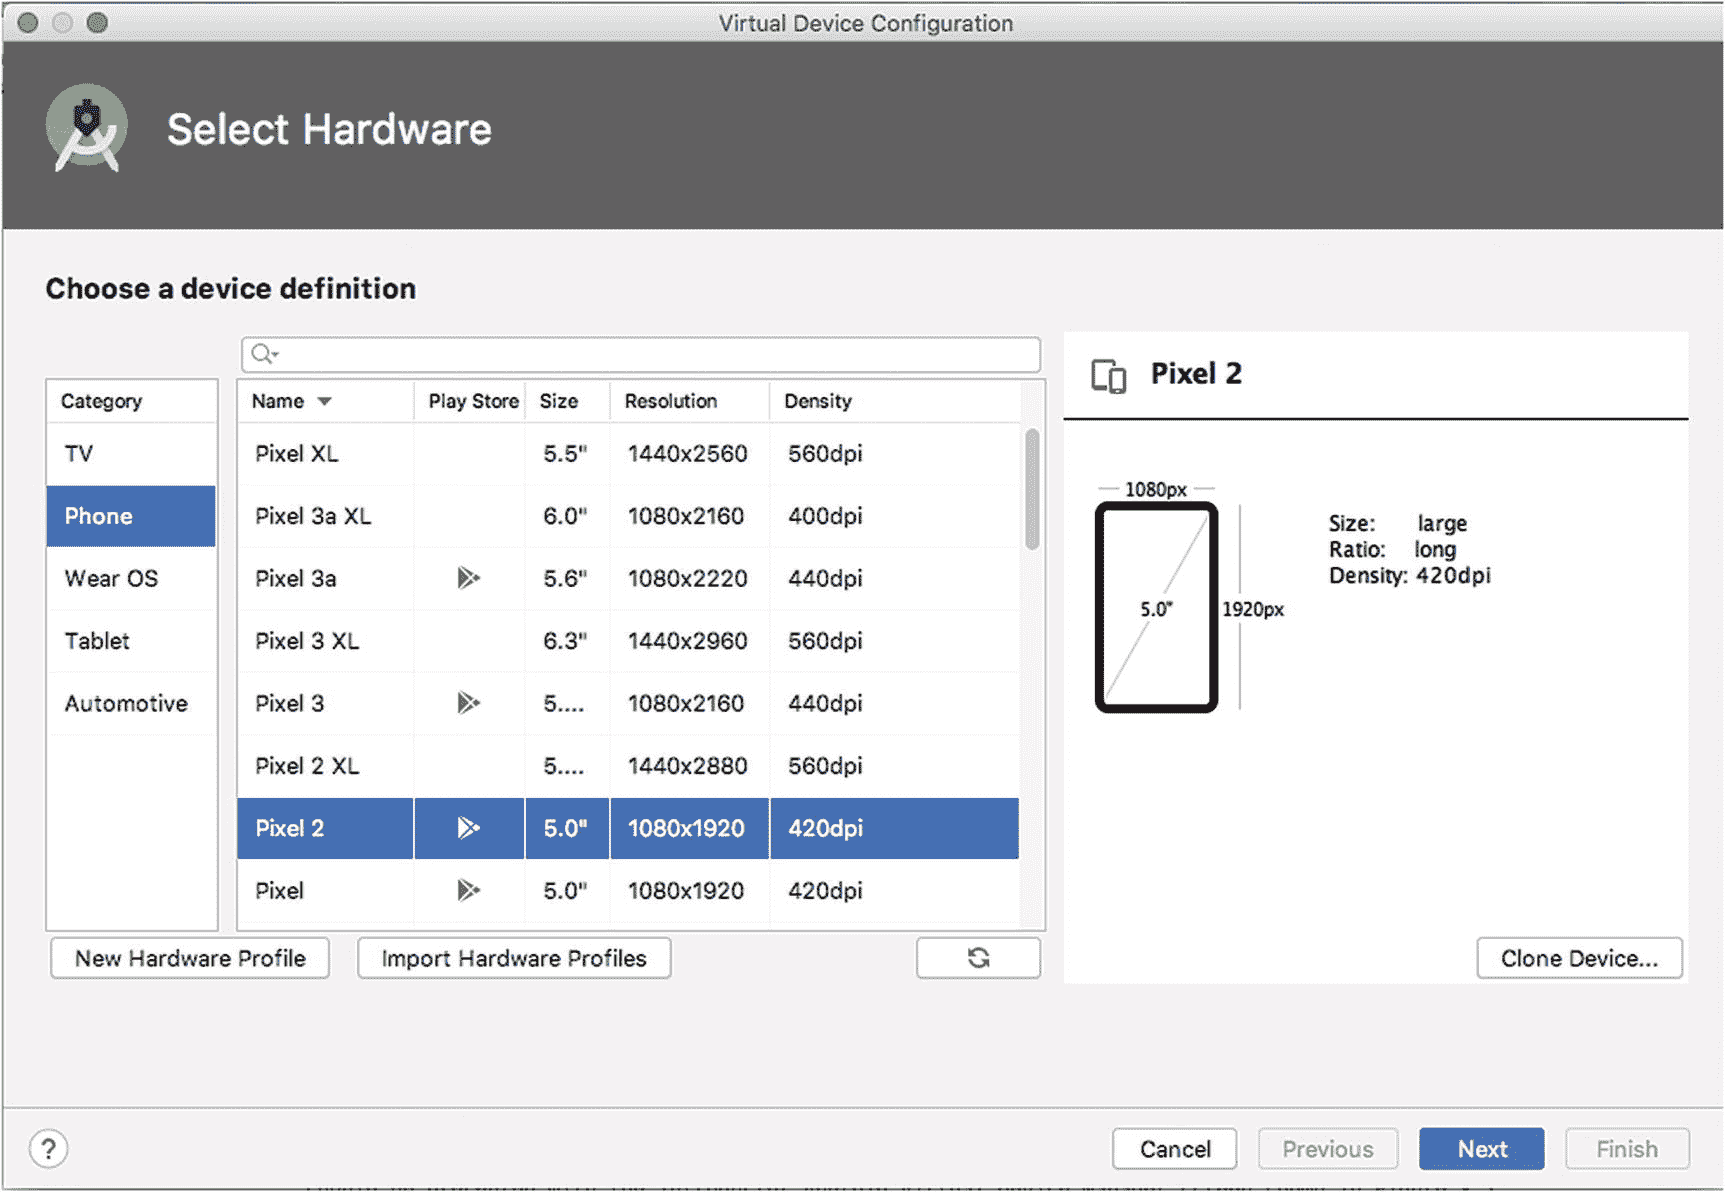 Virtual Device Configuration
Select Hardware
Choose a device definition
Category
TV
Phone
Wear OS
Tablet
Automotive
Name Play Store Size Resolution Density
Pixel XL 5.5" 1440x2560 560dpi
Pixel 3a XL 6.0" 1080x2160 400dpi
Pixel 3a 5.6" 1080x2220 440dpi
Pixel 3 XL 6.3" 1440x2960 560dpi
Pixel 3 5.... 1080x2160 440dpi
Pixel 2 XL 5.... 1440x2880 560dpi
Pixel 2 5.0" 1080x1920 420dpi
Pixel 5.0" 1080x1920 420dpi
New Hardware Profile Import Hardware Profiles
Pixel 2
1080px
5.0"
1920px
Size: large
Ratio: long
Density: 420dpi
Clone Device...
? Cancel Previous Next Finish